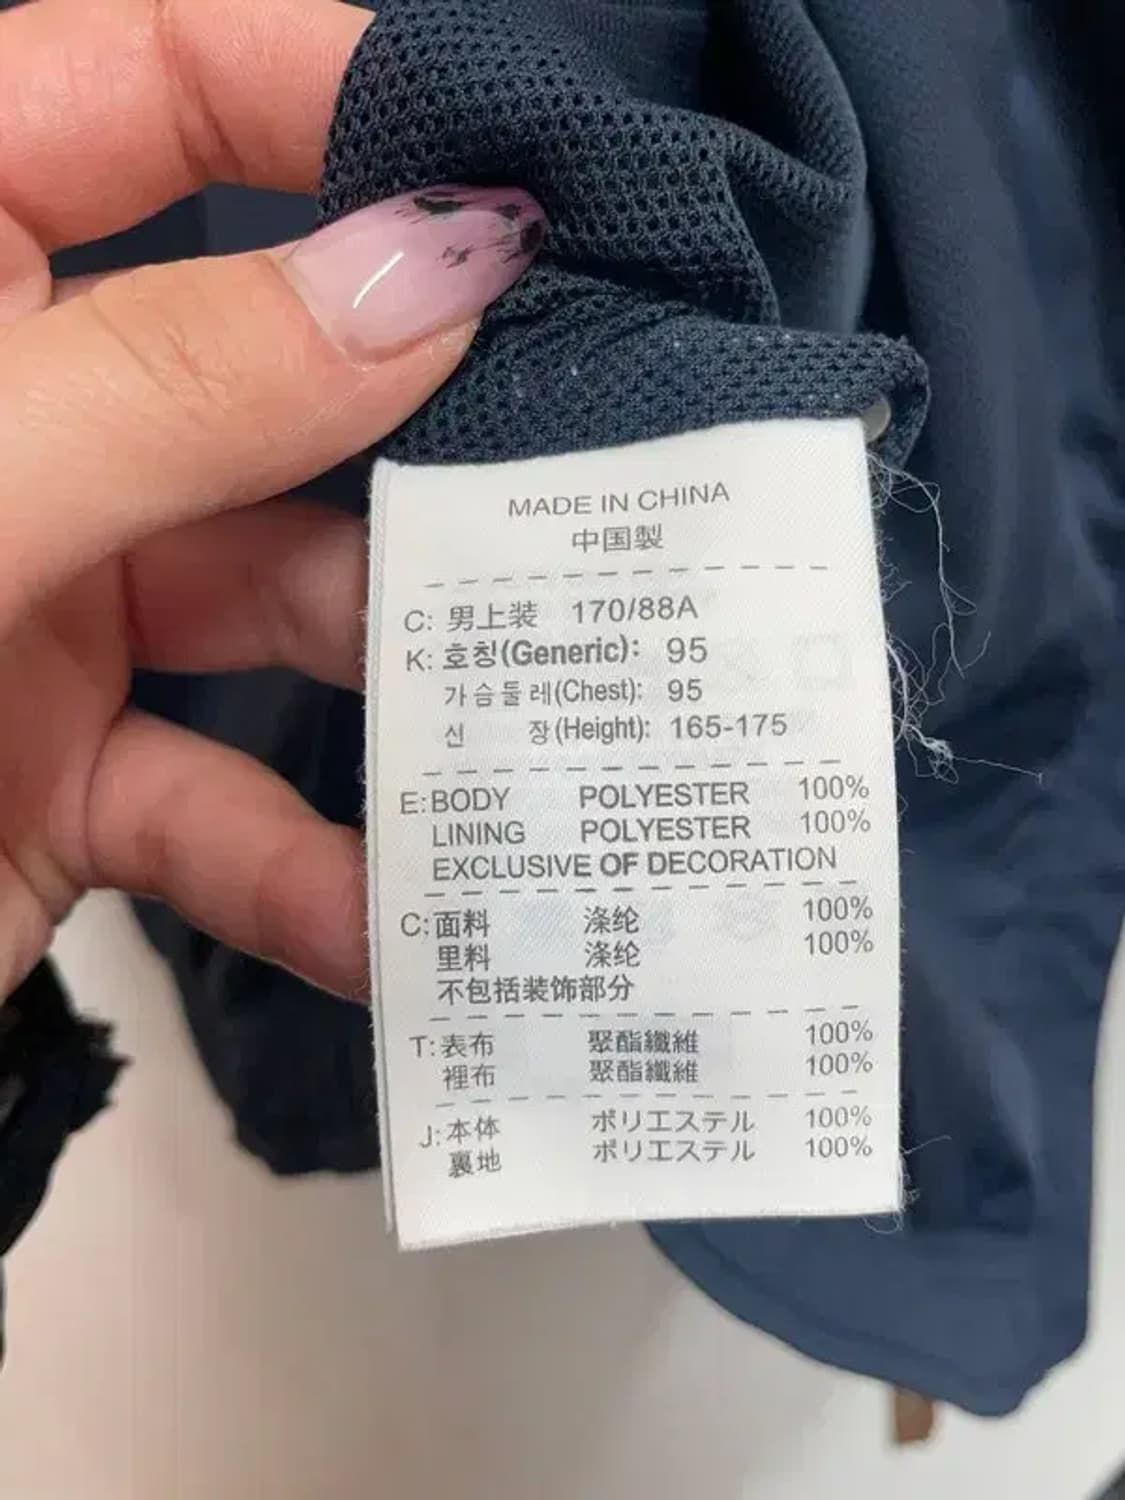 MADE IN CHINA
中国製
C: 男上装 170/88A
K: 호칭(Generic): 95
가슴둘레(Chest): 95
신 장(Height): 165-175
E: BODY POLYESTER 100%
LINING POLYESTER 100%
EXCLUSIVE OF DECORATION
C: 面料 涤纶 100%
里料 涤纶 100%
不包括装饰部分
T: 表布 聚酯纖維 100%
裡布 聚酯纖維 100%
J: 本体 ポリエステル 100%
裏地 ポリエステル 100%